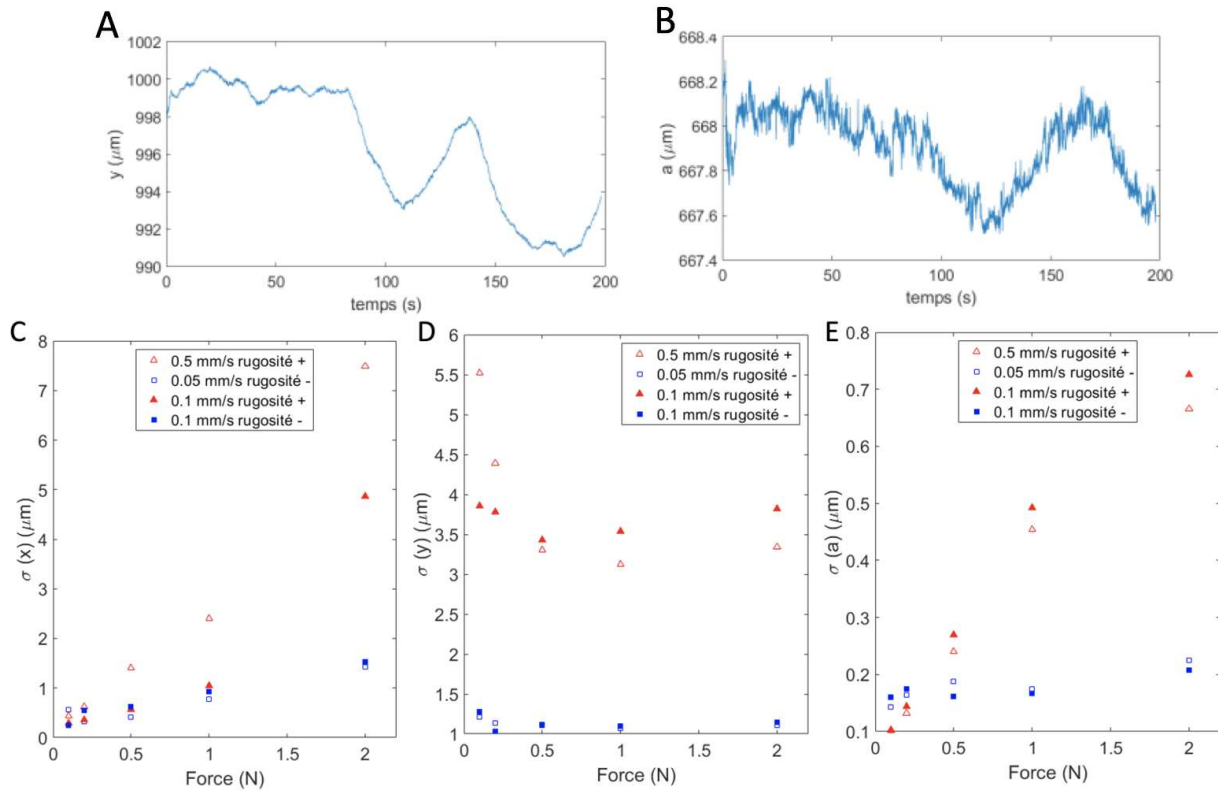 A
1002
1000
998
996
994
992
990
y (μm)
0
50
100
150
200
temps (s)
B
668.4
668.2
668
667.8
667.6
667.4
a (μm)
0
50
100
150
200
temps (s)
C
8
7
6
5
4
3
2
1
0
σ (x) (μm)
0.5 mm/s rugosité +
0.05 mm/s rugosité -
0.1 mm/s rugosité +
0.1 mm/s rugosité -
0
0.5
1
1.5
2
Force (N)
D
6
5.5
5
4.5
4
3.5
3
2.5
2
1.5
1
σ (y) (μm)
0.5 mm/s rugosité +
0.05 mm/s rugosité -
0.1 mm/s rugosité +
0.1 mm/s rugosité -
0
0.5
1
1.5
2
Force (N)
E
0.8
0.7
0.6
0.5
0.4
0.3
0.2
0.1
σ (a) (μm)
0.5 mm/s rugosité +
0.05 mm/s rugosité -
0.1 mm/s rugosité +
0.1 mm/s rugosité -
0
0.5
1
1.5
2
Force (N)